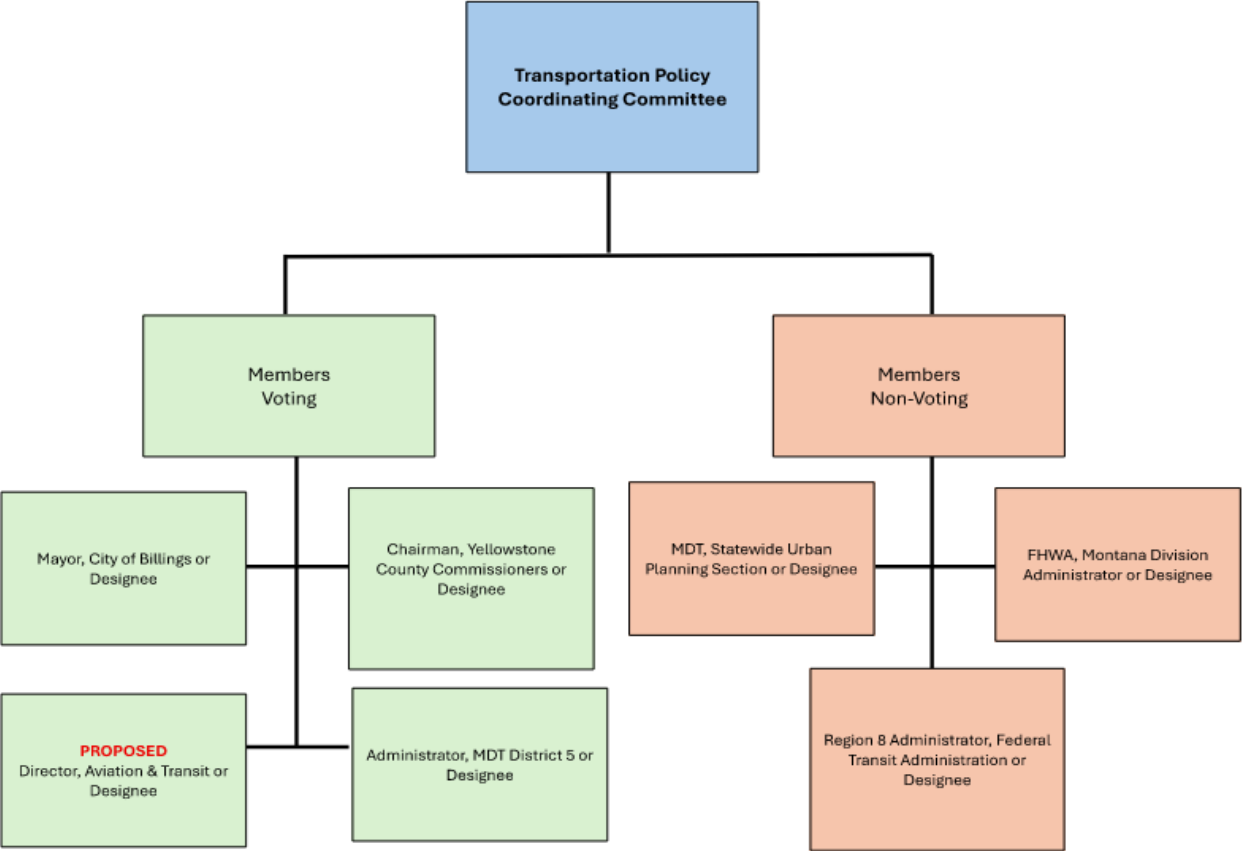 Transportation Policy
Coordinating Committee
Members
Voting
Members
Non-Voting
Mayor, City of Billings or
Designee
Chairman, Yellowstone
County Commissioners or
Designee
MDT, Statewide Urban
Planning Section or Designee
FHWA, Montana Division
Administrator or Designee
PROPOSED
Director, Aviation & Transit or
Designee
Administrator, MDT District 5 or
Designee
Region 8 Administrator, Federal
Transit Administration or
Designee